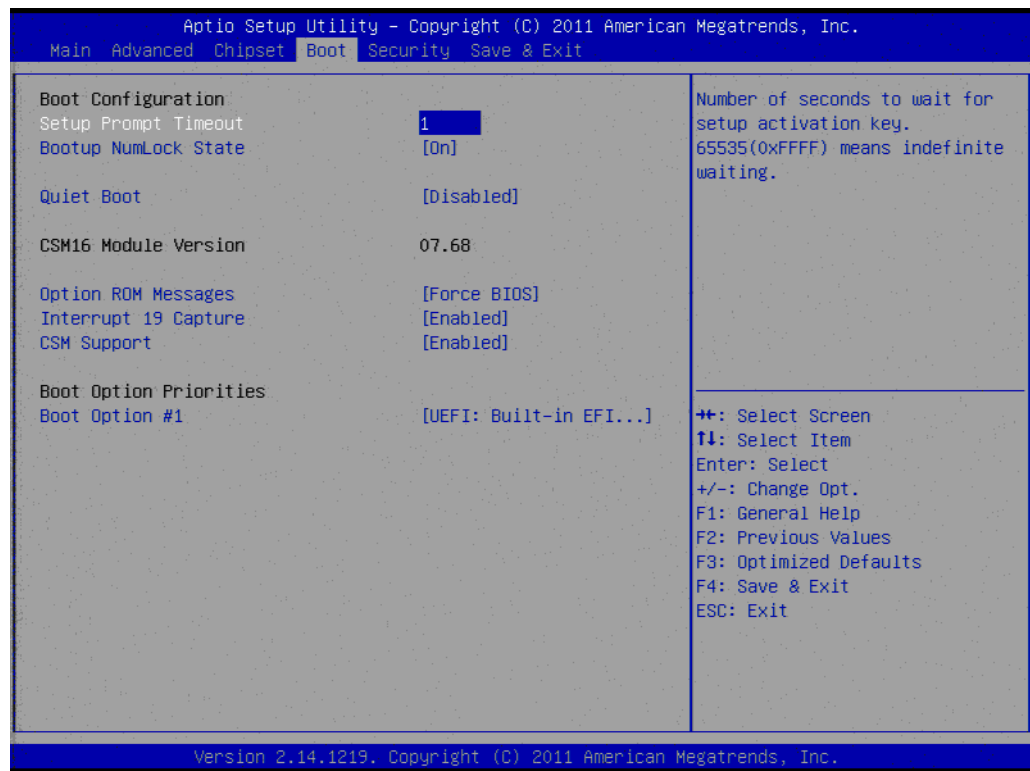 Aptio Setup Utility – Copyright (C) 2011 American Megatrends, Inc.
Main Advanced Chipset Boot Security Save & Exit
Boot Configuration
Setup Prompt Timeout 1
Bootup NumLock State [On]
Quiet Boot [Disabled]
CSM16 Module Version 07.68
Option ROM Messages [Force BIOS]
Interrupt 19 Capture [Enabled]
CSM Support [Enabled]
Boot Option Priorities
Boot Option #1 [UEFI: Built-in EFI...]
Number of seconds to wait for
setup activation key.
65535(0xFFFF) means indefinite
waiting.
→←: Select Screen
↑↓: Select Item
Enter: Select
+/-: Change Opt.
F1: General Help
F2: Previous Values
F3: Optimized Defaults
F4: Save & Exit
ESC: Exit
Version 2.14.1219. Copyright (C) 2011 American Megatrends, Inc.